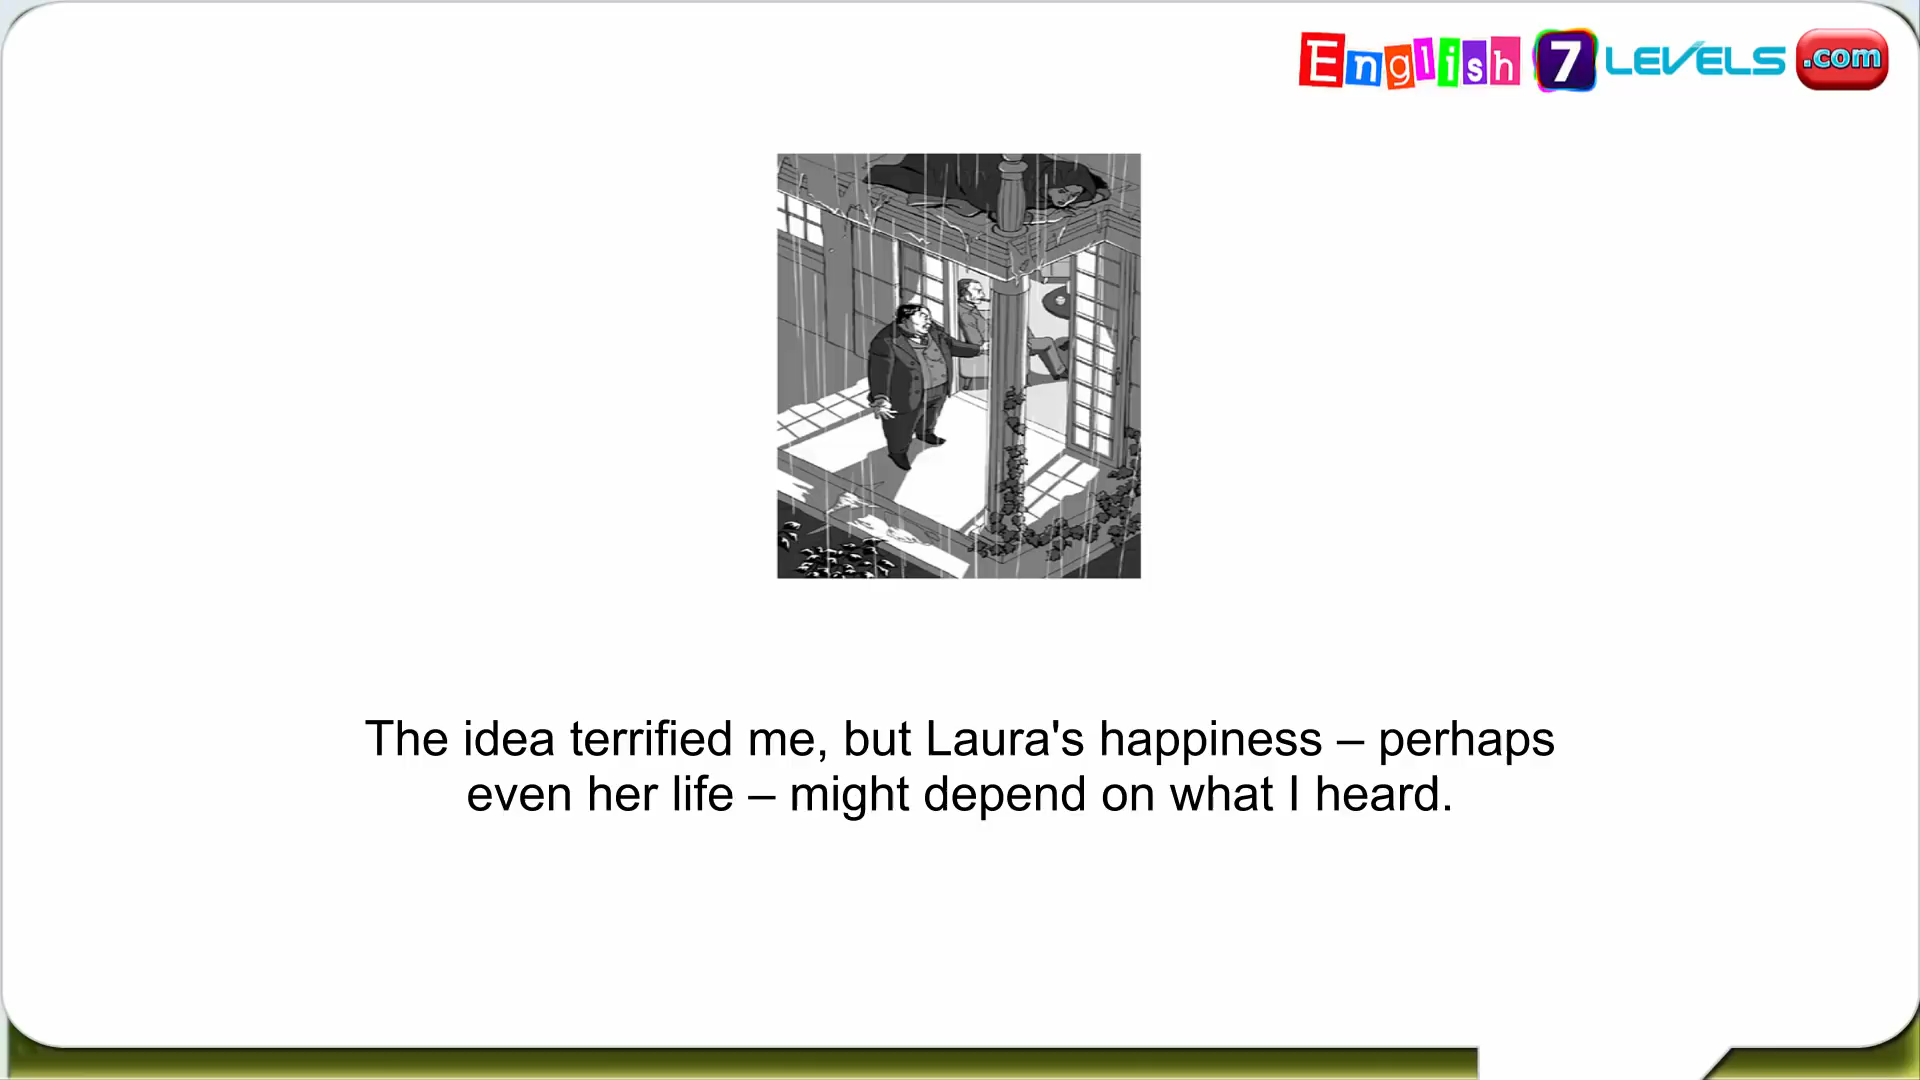 English 7 LEVELS .com
The idea terrified me, but Laura's happiness – perhaps
even her life – might depend on what I heard.